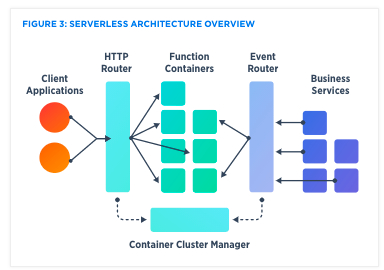 FIGURE 3: SERVERLESS ARCHITECTURE OVERVIEW
Client
Applications
HTTP
Router
Function
Containers
Event
Router
Business
Services
Container Cluster Manager